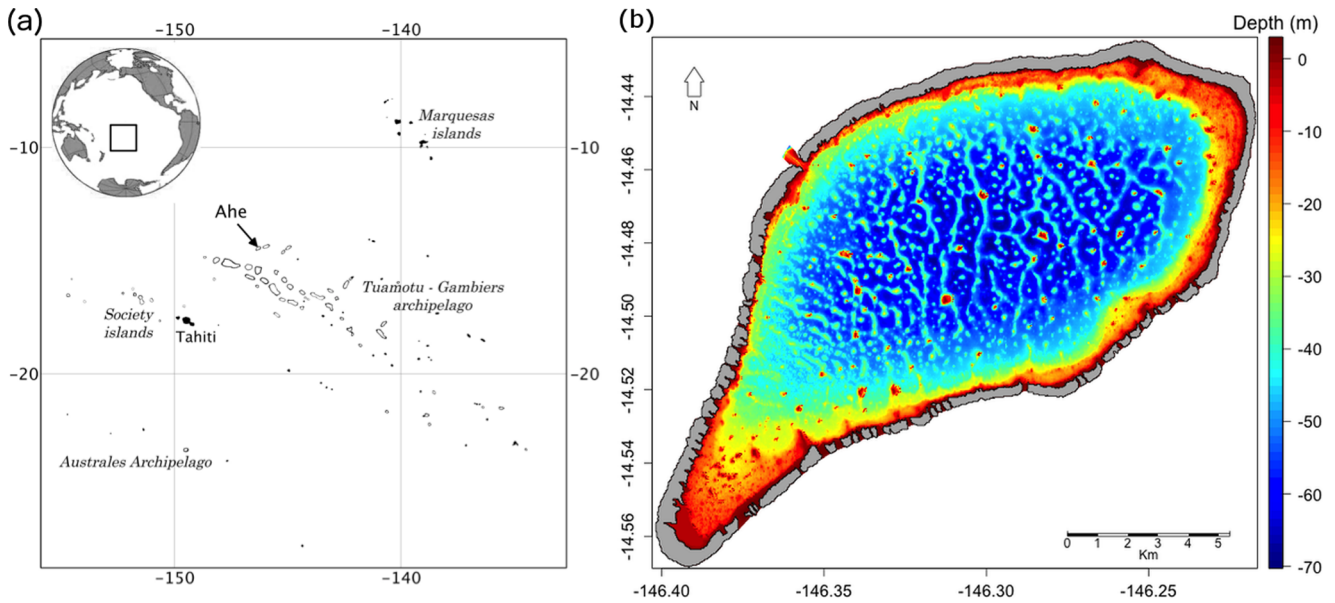 (a)
-150
-140
Marquesas
islands
-10
-10
Ahe
Tuamotu - Gambiers
archipelago
Society
islands
Tahiti
-20
-20
Australes Archipelago
-150
-140
(b)
Depth (m)
N
-14.44
-14.46
-14.48
-14.50
-14.52
-14.54
-14.56
0 1 2 3 4 5
Km
-146.40
-146.35
-146.30
-146.25
0
-10
-20
-30
-40
-50
-60
-70